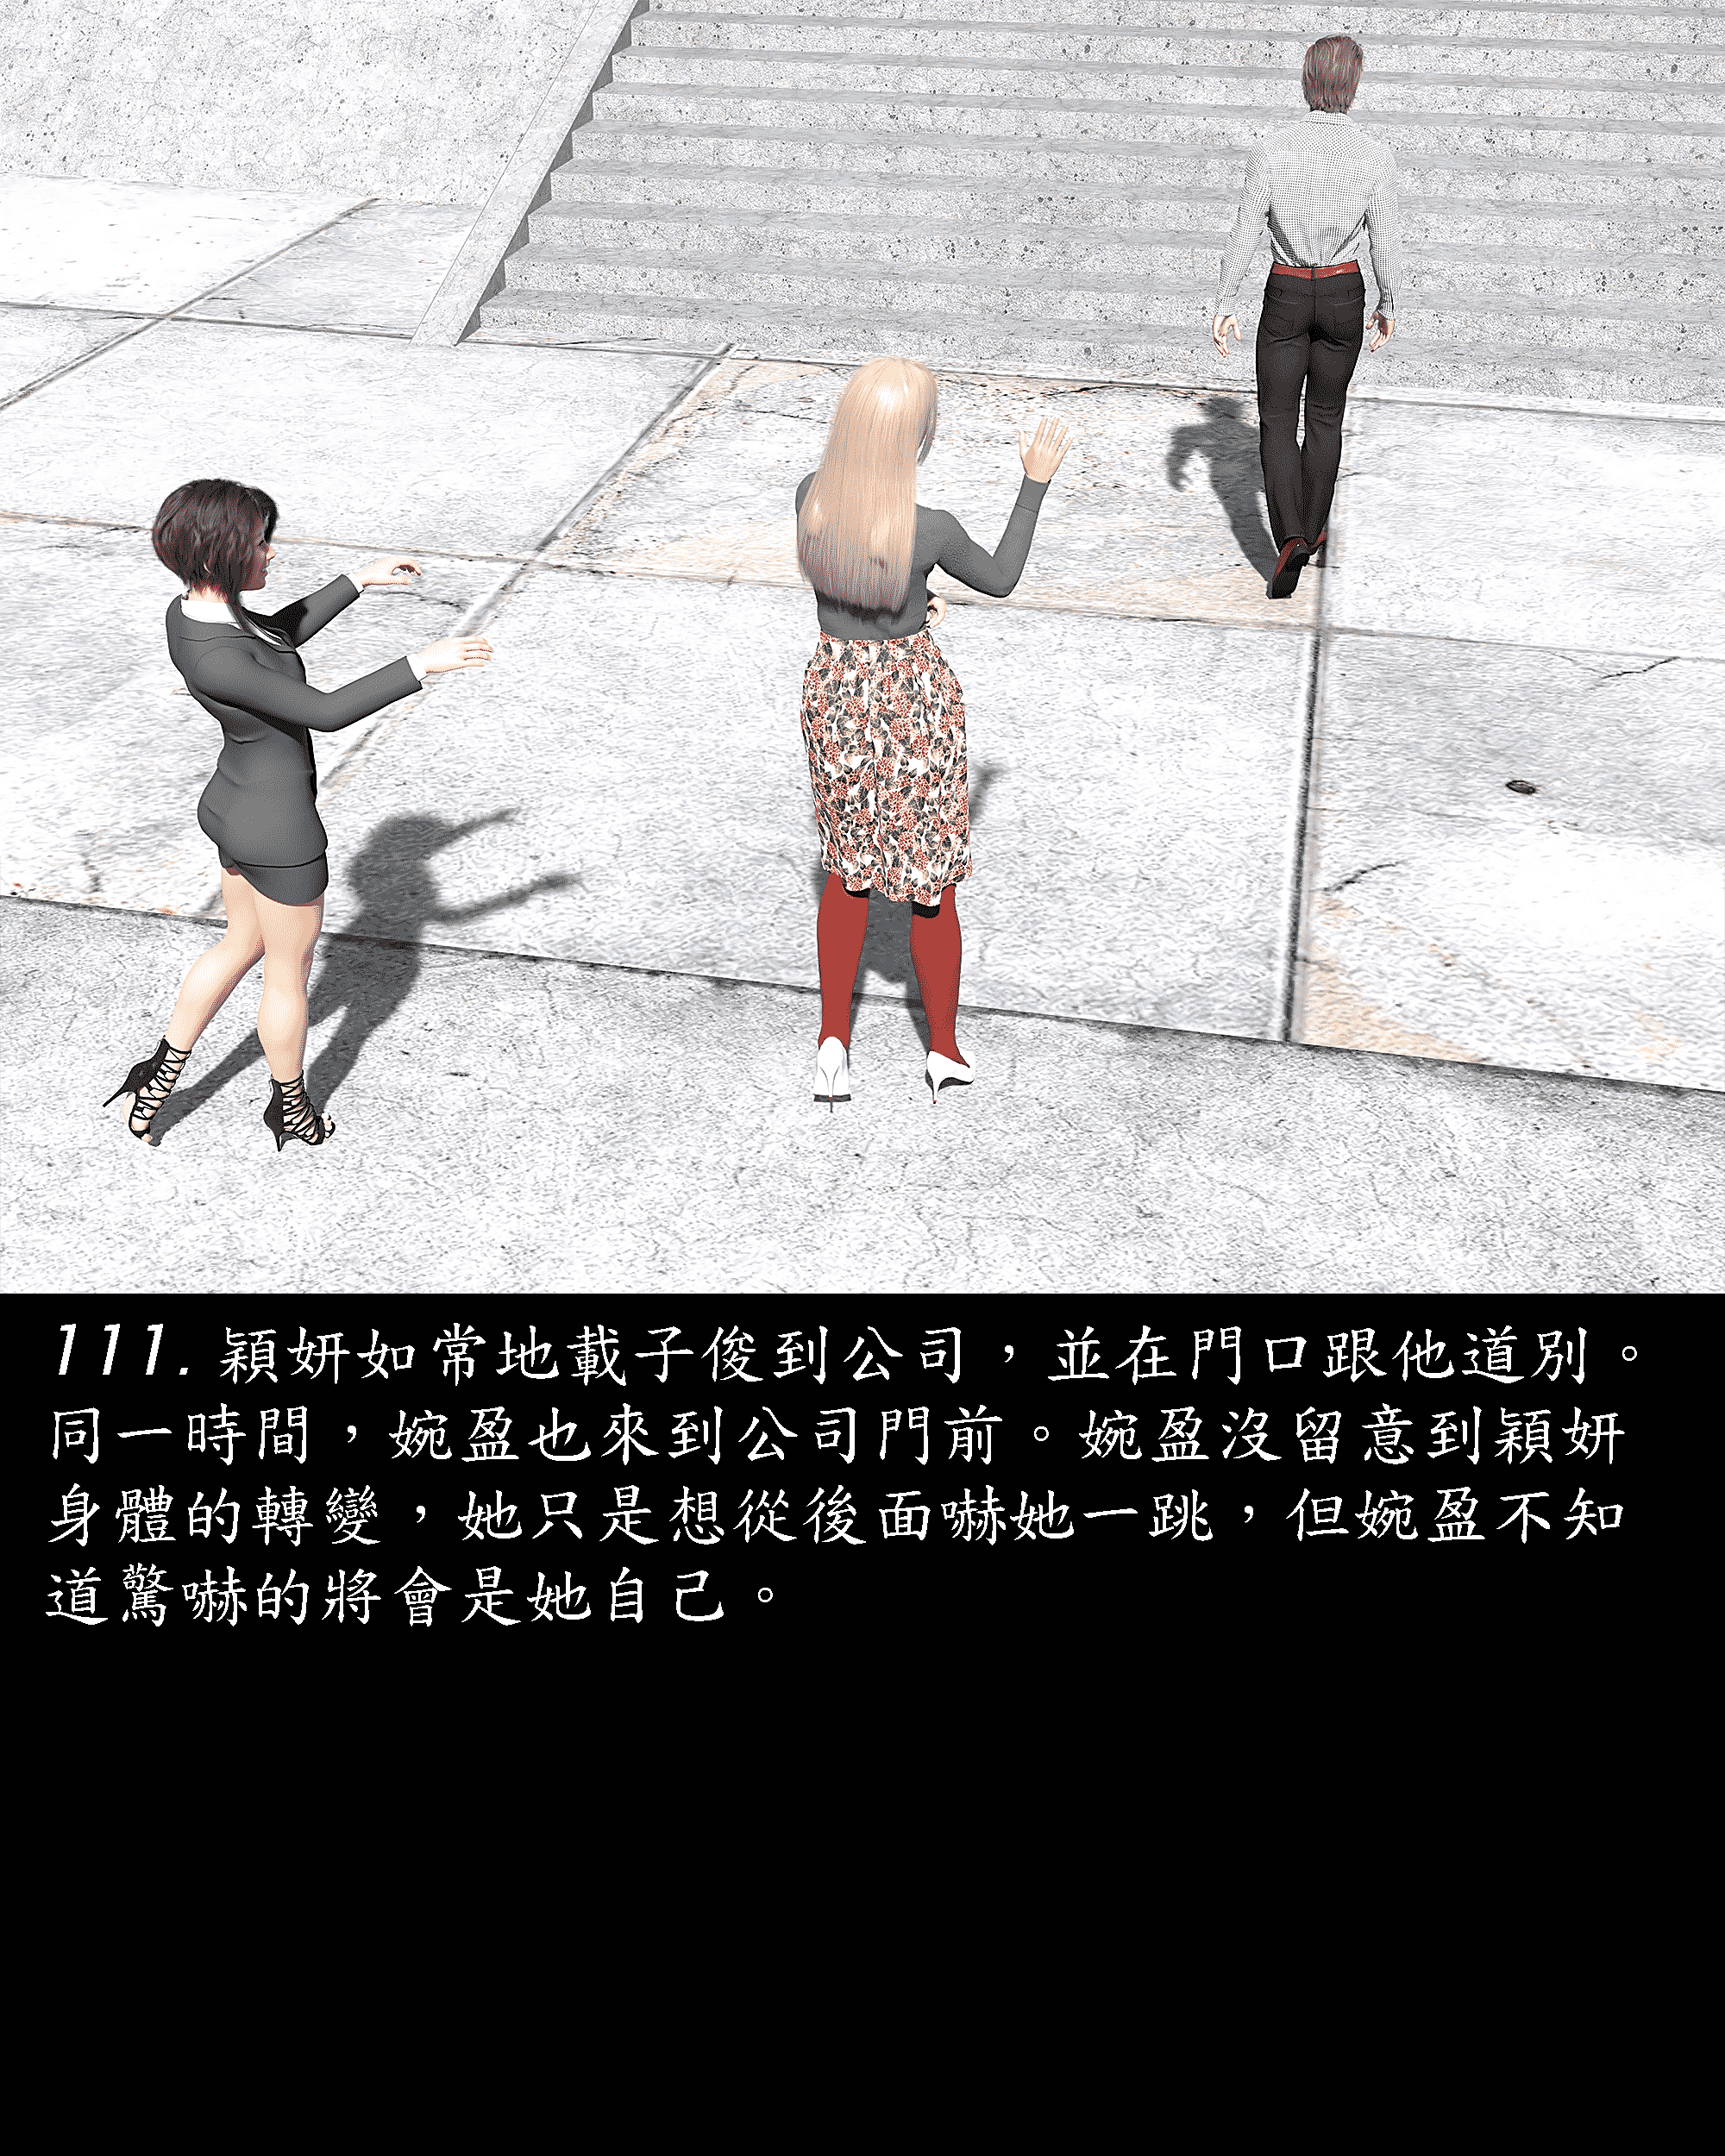 111. 穎妍如常地載子俊到公司，並在門口跟他道別。
同一時間，婉盈也來到公司門前。婉盈沒留意到穎妍
身體的轉變，她只是想從後面嚇她一跳，但婉盈不知
道驚嚇的將會是她自己。